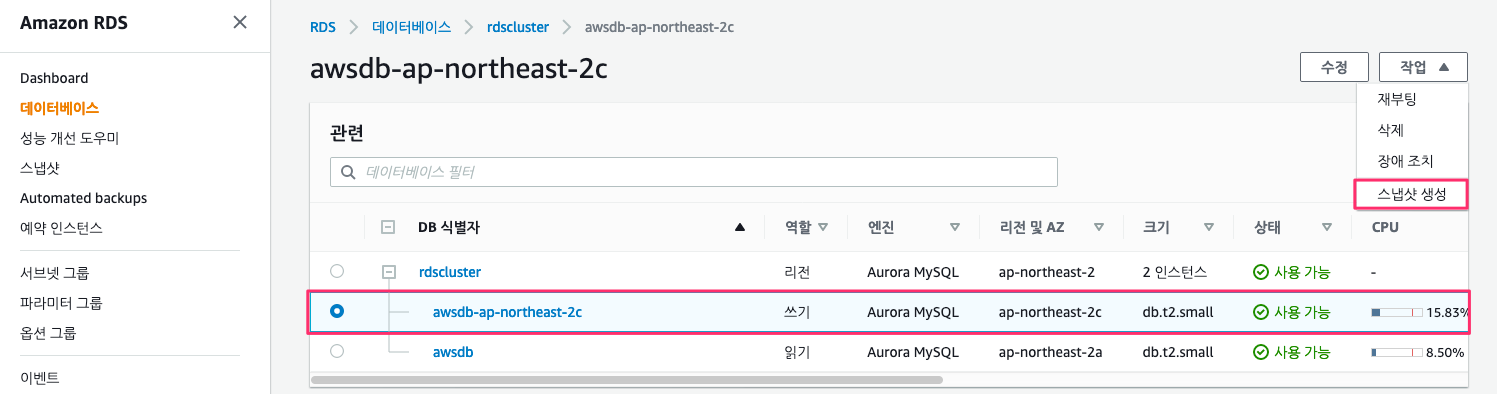 Amazon RDS
Dashboard
데이터베이스
성능 개선 도우미
스냅샷
Automated backups
예약 인스턴스
서브넷 그룹
파라미터 그룹
옵션 그룹
이벤트
RDS 데이터베이스 rdscluster awsdb-ap-northeast-2c
awsdb-ap-northeast-2c
수정 작업
재부팅
삭제
장애 조치
스냅샷 생성
관련
데이터베이스 필터
DB 식별자 역할 엔진 리전 및 AZ 크기 상태 CPU
rdscluster 리전 Aurora MySQL ap-northeast-2 2 인스턴스 사용 가능 -
awsdb-ap-northeast-2c 쓰기 Aurora MySQL ap-northeast-2c db.t2.small 사용 가능 15.83%
awsdb 읽기 Aurora MySQL ap-northeast-2a db.t2.small 사용 가능 8.50%